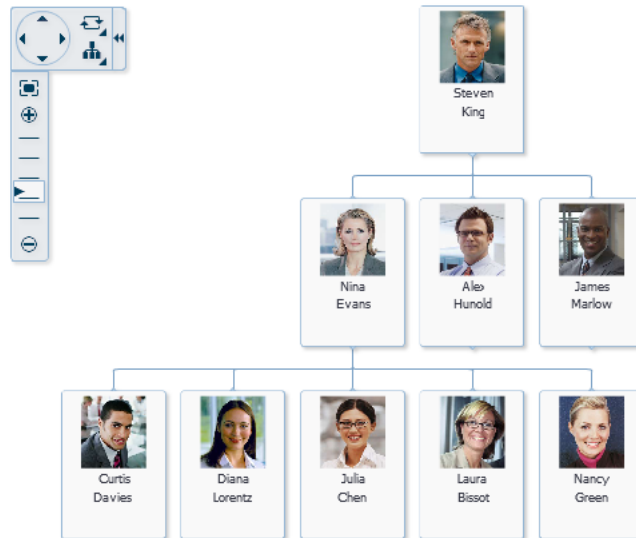 Steven
King
Nina
Evans
Alex
Hunold
James
Marlow
Curtis
Davies
Diana
Lorentz
Julia
Chen
Laura
Bissot
Nancy
Green